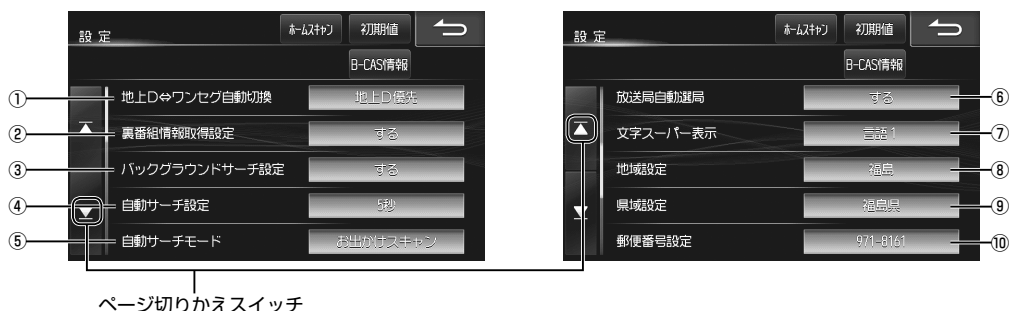 設 定
ホームスキャン
初期値
B-CAS情報
① 地上D⇔ワンセグ自動切換 地上D優先
② 裏番組情報取得設定 する
③ バックグラウンドサーチ設定 する
④ 自動サーチ設定 5秒
⑤ 自動サーチモード お出かけスキャン
設 定
ホームスキャン
初期値
B-CAS情報
放送局自動選局 する ⑥
文字スーパー表示 言語1 ⑦
地域設定 福島 ⑧
県域設定 福島県 ⑨
郵便番号設定 971-8161 ⑩
ページ切りかえスイッチ